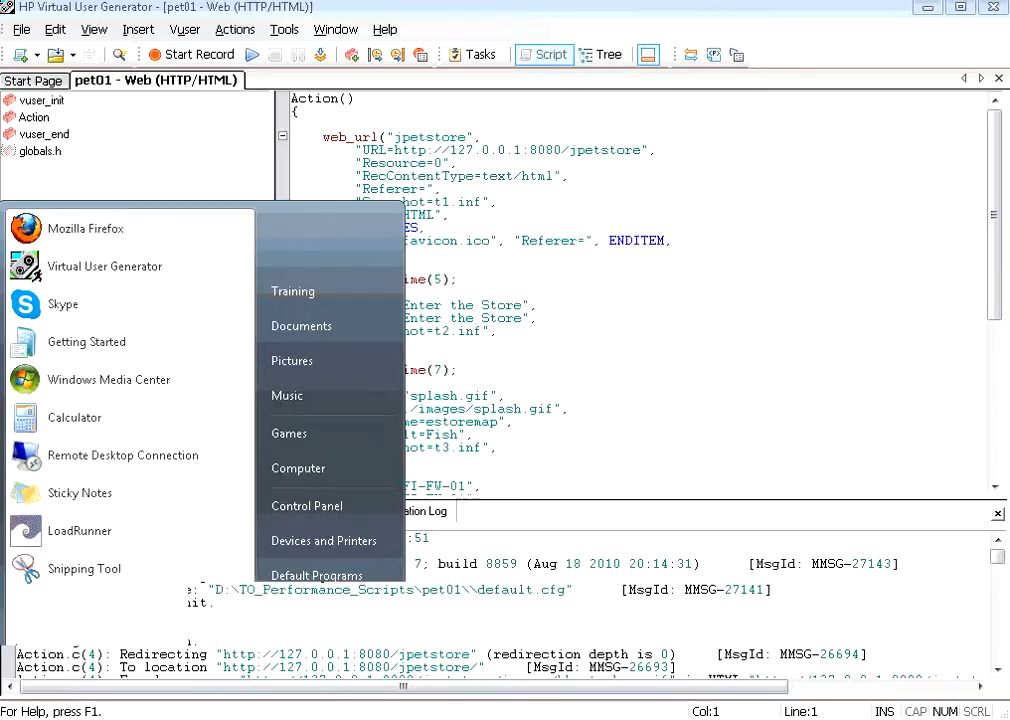 HP Virtual User Generator - [pet01 - Web (HTTP/HTML)]
File Edit View Insert Vuser Actions Tools Window Help
Start Record Tasks Script Tree
Start Page pet01 - Web (HTTP/HTML)
vuser_init
Action
vuser_end
globals.h
Action()
{
web_url("jpetstore",
"URL=http://127.0.0.1:8080/jpetstore",
"Resource=0",
"RecContentType=text/html",
"Referer=",
hot=t1.inf",
HTML",
ES,
favicon.ico", "Referer=", ENDITEM,
ime(5);
Enter the Store",
Enter the Store",
hot=t2.inf",
ime(7);
splash.gif",
/images/splash.gif",
me=estoremap",
lt=Fish",
hot=t3.inf",
FI-FW-01",
Mozilla Firefox
Virtual User Generator
Skype
Getting Started
Windows Media Center
Calculator
Remote Desktop Connection
Sticky Notes
LoadRunner
Snipping Tool
Training
Documents
Pictures
Music
Games
Computer
Control Panel
Devices and Printers
Default Programs
ation Log
:51
7; build 8859 (Aug 18 2010 20:14:31) [MsgId: MMSG-27143]
e: "D:\TO_Performance_Scripts\pet01\\default.cfg" [MsgId: MMSG-27141]
nit.
Action.c(4): Redirecting "http://127.0.0.1:8080/jpetstore" (redirection depth is 0) [MsgId: MMSG-26694]
Action.c(4): To location "http://127.0.0.1:8080/jpetstore/" [MsgId: MMSG-26693]
For Help, press F1. Col:1 Line:1 INS CAP NUM SCRL